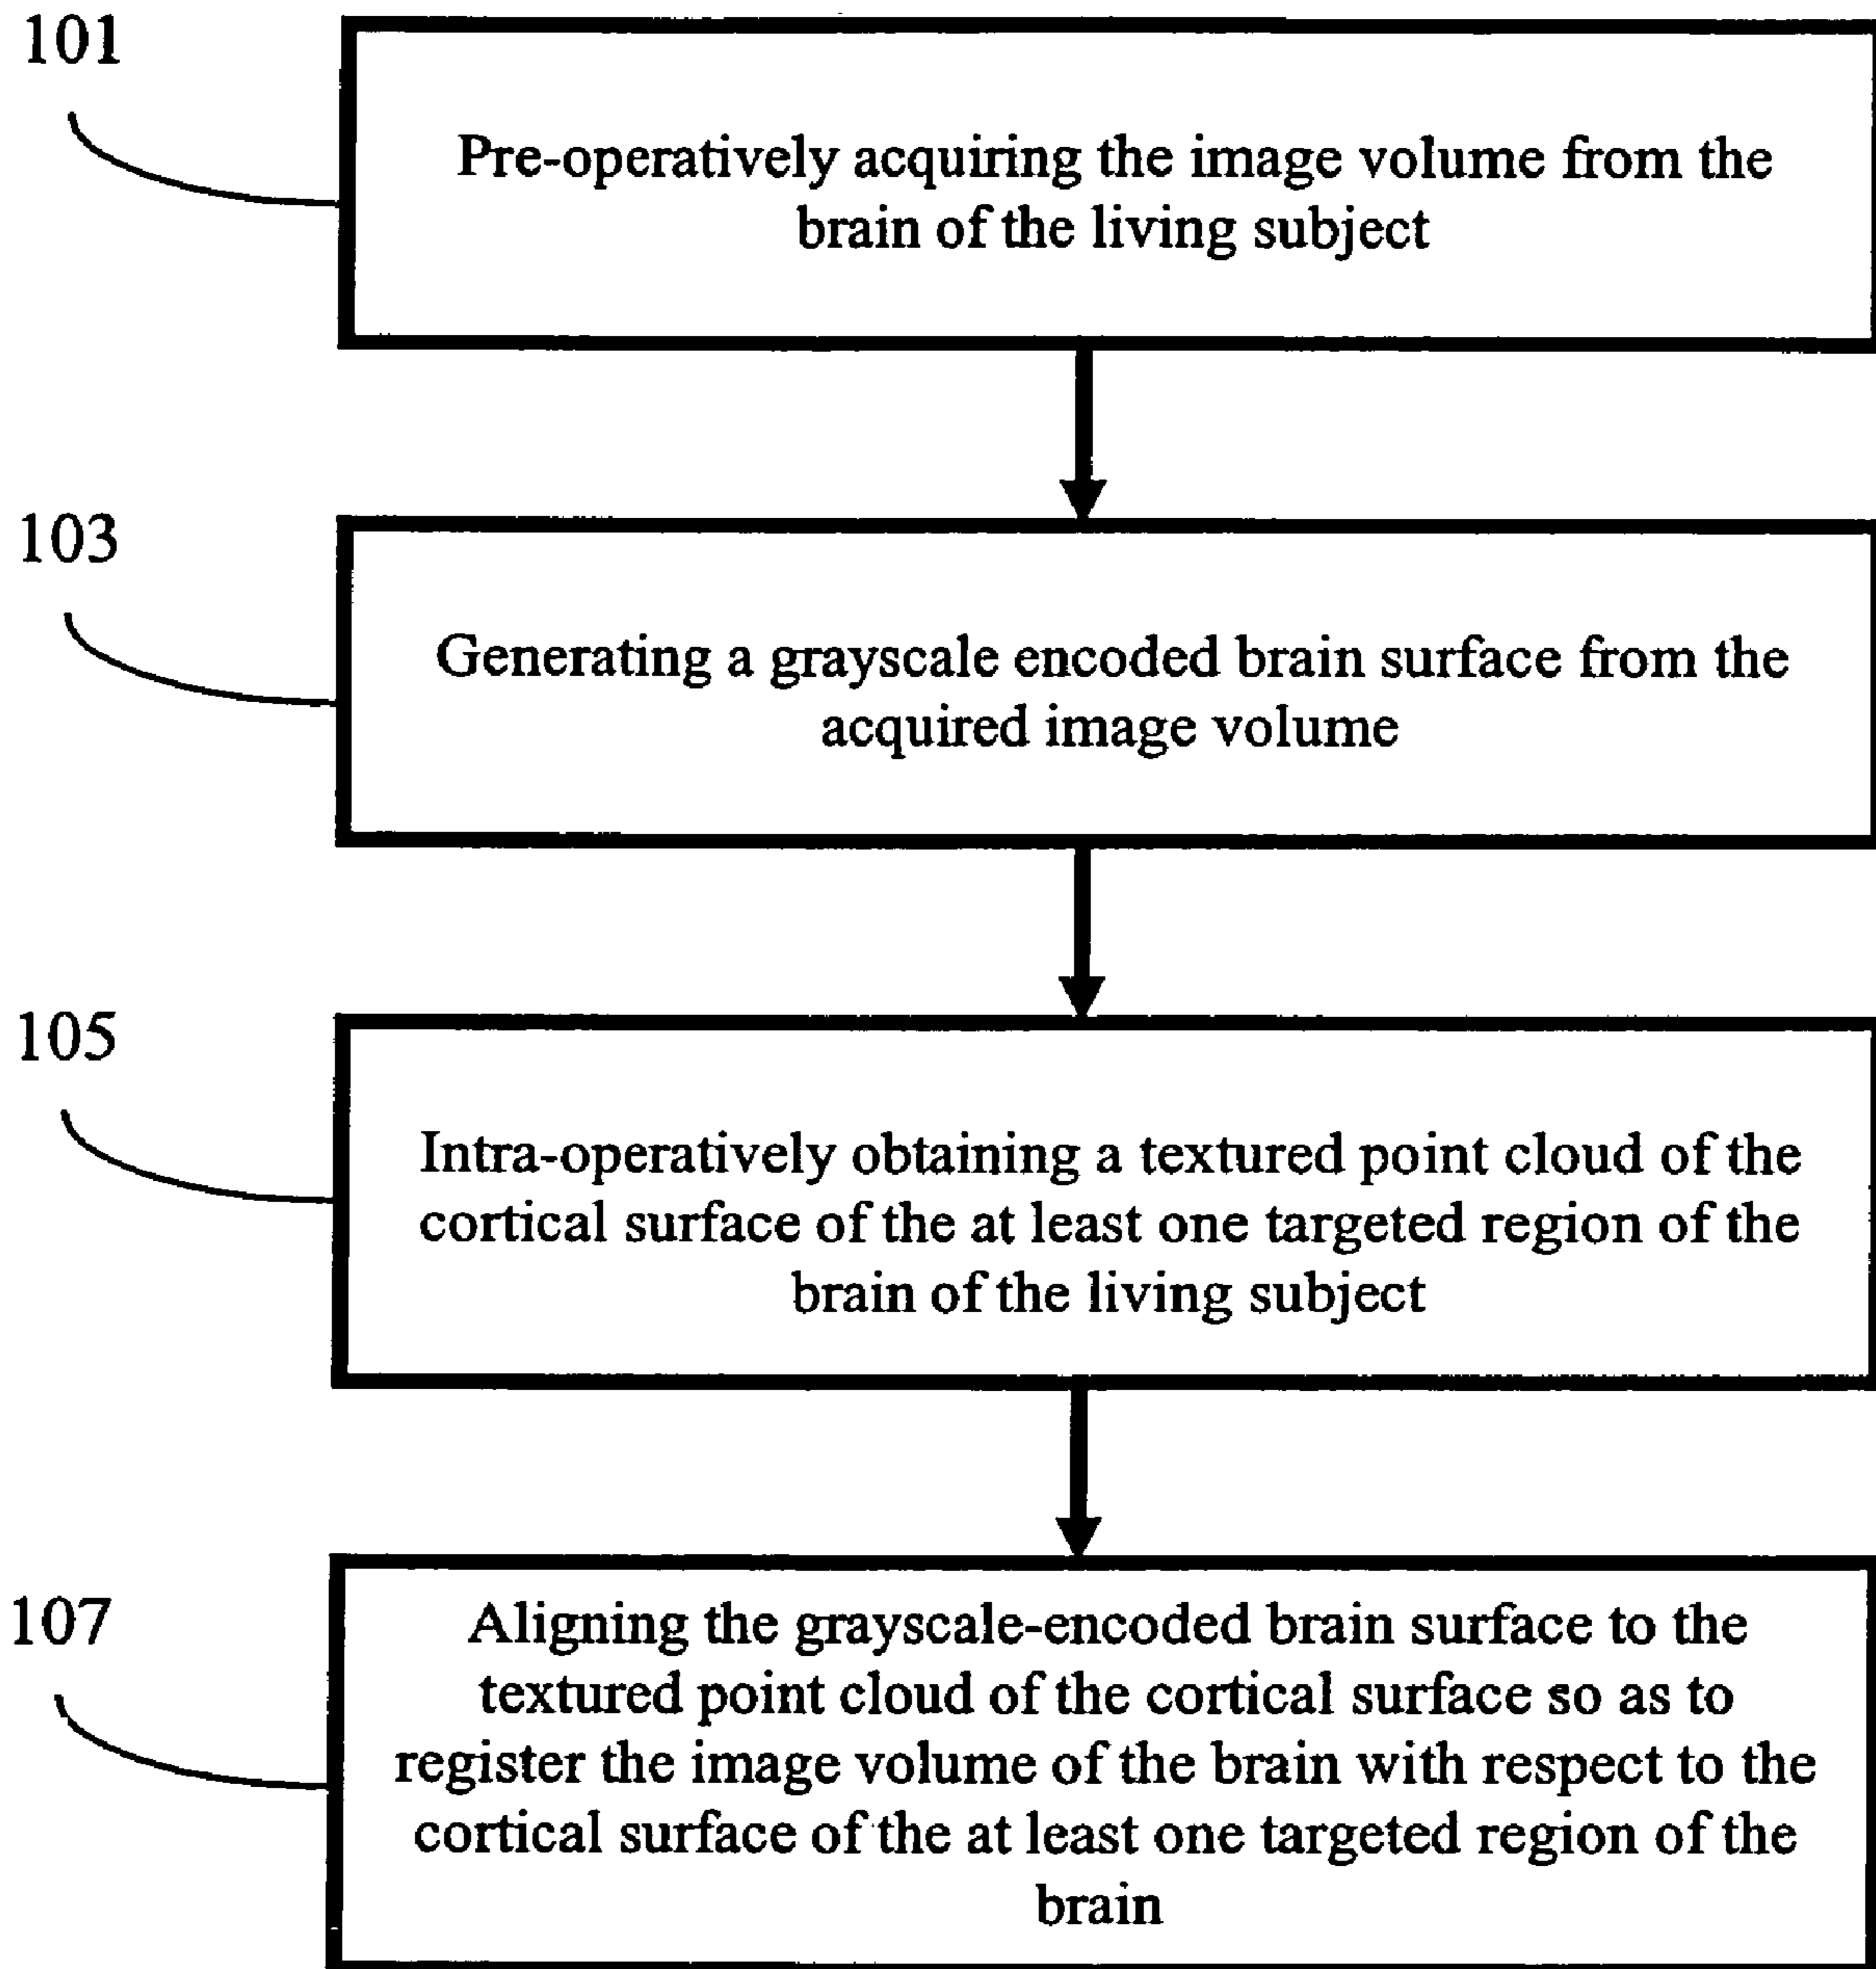 101
Pre-operatively acquiring the image volume from the
brain of the living subject
103
Generating a grayscale encoded brain surface from the
acquired image volume
105
Intra-operatively obtaining a textured point cloud of the
cortical surface of the at least one targeted region of the
brain of the living subject
107
Aligning the grayscale-encoded brain surface to the
textured point cloud of the cortical surface so as to
register the image volume of the brain with respect to the
cortical surface of the at least one targeted region of the
brain